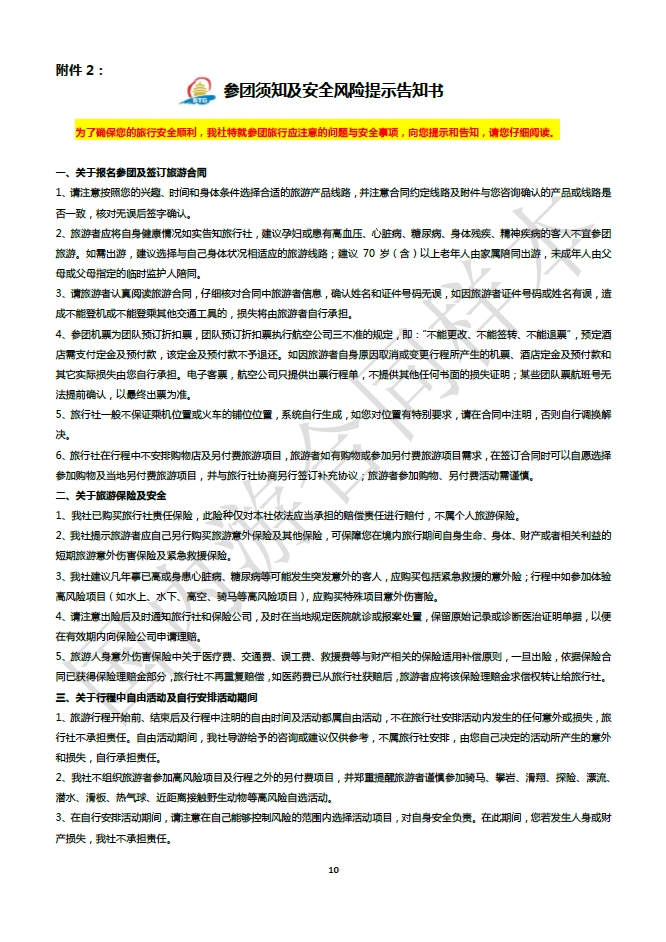 附件 2：
BTG
参团须知及安全风险提示告知书
为了确保您的旅行安全顺利，我社特就参团旅行应注意的问题与安全事项，向您提示和告知，请您仔细阅读。
一、关于报名参团及签订旅游合同
1、请注意按照您的兴趣、时间和身体条件选择合适的旅游产品线路，并注意合同约定线路及附件与您咨询确认的产品或线路是
否一致，核对无误后签字确认。
2、旅游者应将自身健康情况如实告知旅行社，建议孕妇或患有高血压、心脏病、糖尿病、身体残疾、精神疾病的客人不宜参团
旅游。如需出游，建议选择与自己身体状况相适应的旅游线路；建议 70 岁（含）以上老年人由家属陪同出游，未成年人由父
母或父母指定的临时监护人陪同。
3、请旅游者认真阅读旅游合同，仔细核对合同中旅游者信息，确认姓名和证件号码无误，如因旅游者证件号码或姓名有误，造
成不能登机或不能登乘其他交通工具的，损失将由旅游者自行承担。
4、参团机票为团队预订折扣票，团队预订折扣票执行航空公司三不准的规定，即：“不能更改、不能签转、不能退票”，预定酒
店需支付定金及预付款，该定金及预付款不予退还。如因旅游者自身原因取消或变更行程所产生的机票、酒店定金及预付款和
其它实际损失由您自行承担。电子客票，航空公司只提供出票行程单，不提供其他任何书面的损失证明；某些团队票航班号无
法提前确认，以最终出票为准。
5、旅行社一般不保证乘机位置或火车的铺位位置，系统自行生成，如您对位置有特别要求，请在合同中注明，否则自行调换解
决。
6、旅行社在行程中不安排购物店及另付费旅游项目，旅游者如有购物或参加另付费旅游项目需求，在签订合同时可以自愿选择
参加购物及当地另付费旅游项目，并与旅行社协商另行签订补充协议；旅游者参加购物、另付费活动需谨慎。
二、关于旅游保险及安全
1、我社已购买旅行社责任保险，此险种仅对本社依法应当承担的赔偿责任进行赔付，不属个人旅游保险。
2、我社提示旅游者应自己另行购买旅游意外保险及其他保险，可保障您在境内旅行期间自身生命、身体、财产或者相关利益的
短期旅游意外伤害保险及紧急救援保险。
3、我社建议凡年事已高或身患心脏病、糖尿病等可能发生突发意外的客人，应购买包括紧急救援的意外险；行程中如参加体验
高风险项目（如水上、水下、高空、骑马等高风险项目），应购买特殊项目意外伤害险。
4、请注意出险后及时通知旅行社和保险公司，及时在当地规定医院就诊或报案处置，保留原始记录或诊断医治证明单据，以便
在有效期内向保险公司申请理赔。
5、旅游人身意外伤害保险中关于医疗费、交通费、误工费、救援费等与财产相关的保险适用补偿原则，一旦出险，依据保险合
同已获得保险理赔金部分，旅行社不再重复赔偿，如医药费已从旅行社获赔后，旅游者应将该保险理赔金求偿权转让给旅行社。
三、关于行程中自由活动及自行安排活动期间
1、旅游行程开始前、结束后及行程中注明的自由时间及活动都属自由活动，不在旅行社安排活动内发生的任何意外或损失，旅
行社不承担责任。自由活动期间，我社导游给予的咨询或建议仅供参考，不属旅行社安排，由您自己决定的活动所产生的意外
和损失，自行承担责任。
2、我社不组织旅游者参加高风险项目及行程之外的另付费项目，并郑重提醒旅游者谨慎参加骑马、攀岩、滑翔、探险、漂流、
潜水、滑板、热气球、近距离接触野生动物等高风险自选活动。
3、在自行安排活动期间，请注意在自己能够控制风险的范围内选择活动项目，对自身安全负责。在此期间，您若发生人身或财
产损失，我社不承担责任。
国内游合同样本
10